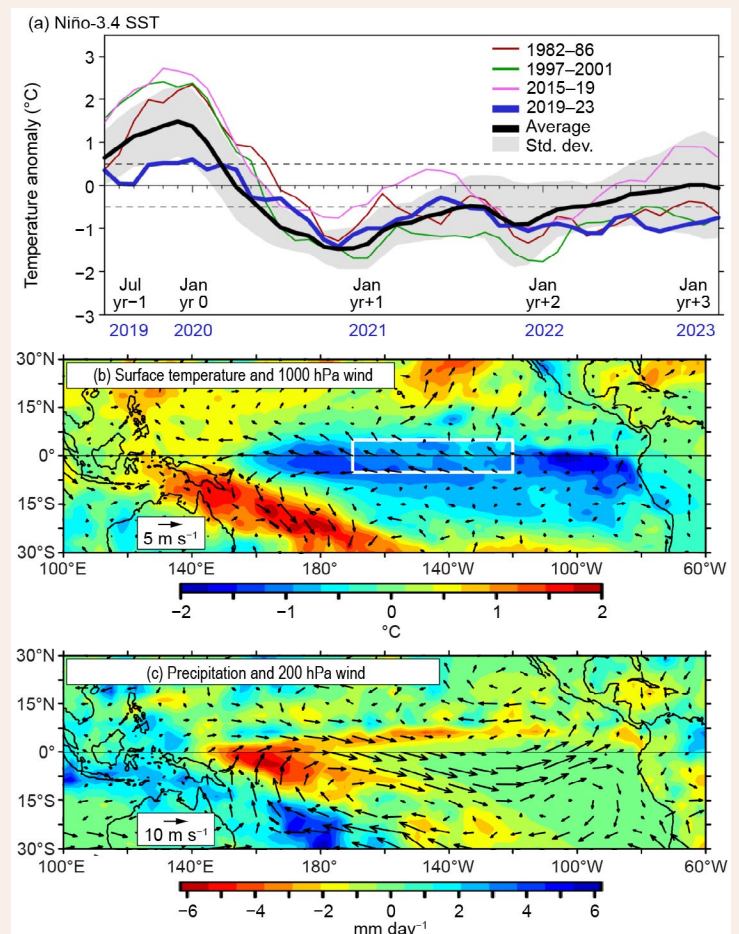 (a) Niño-3.4 SST
3
2
1
0
−1
−2
−3
Temperature anomaly (°C)
1982–86
1997–2001
2015–19
2019–23
Average
Std. dev.
Jul Jan Jan Jan Jan
yr−1 yr 0 yr+1 yr+2 yr+3
2019 2020 2021 2022 2023
30°N
(b) Surface temperature and 1000 hPa wind
15°N
0°
15°S
5 m s⁻¹
30°S
100°E 140°E 180° 140°W 100°W 60°W
−2 −1 0 1 2
°C
30°N
(c) Precipitation and 200 hPa wind
15°N
0°
15°S
10 m s⁻¹
30°S
100°E 140°E 180° 140°W 100°W 60°W
−6 −4 −2 0 2 4 6
mm day⁻¹